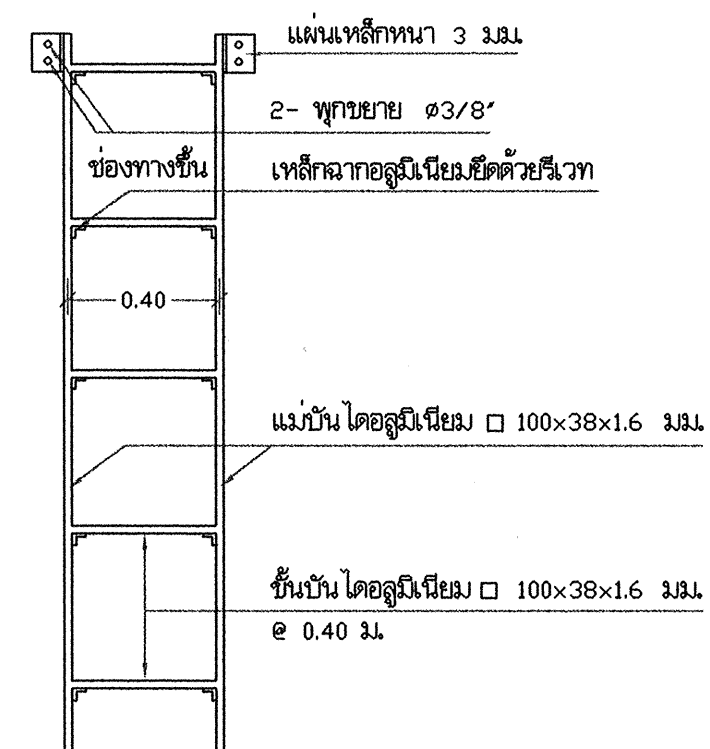 แผ่นเหล็กหนา 3 มม.
2- พุกขยาย ø3/8"
ช่องทางขึ้น
เหล็กฉากอลูมิเนียมยึดด้วยรีเวท
0.40
แม่บันไดอลูมิเนียม □ 100x38x1.6 มม.
ขั้นบันไดอลูมิเนียม □ 100x38x1.6 มม.
@ 0.40 ม.